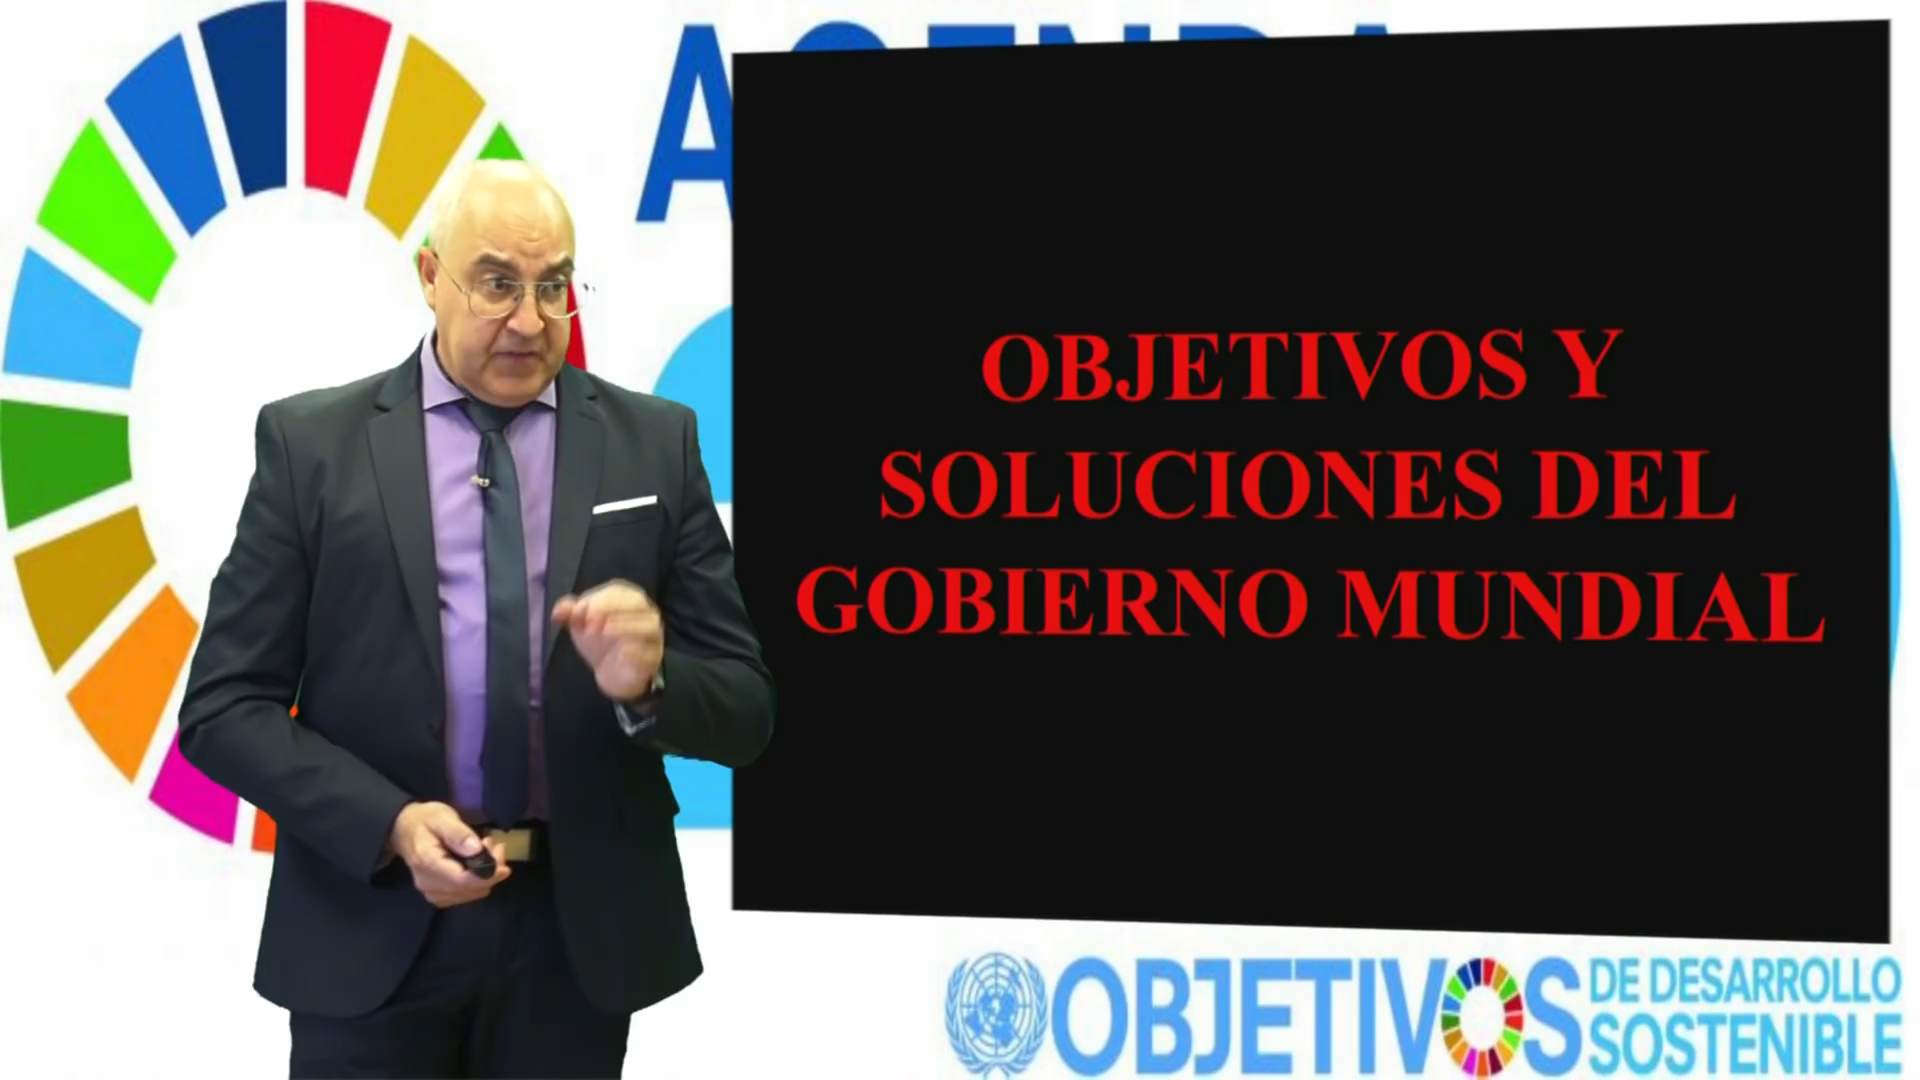 OBJETIVOS Y
SOLUCIONES DEL
GOBIERNO MUNDIAL
OBJETIVOS
DE DESARROLLO
SOSTENIBLE